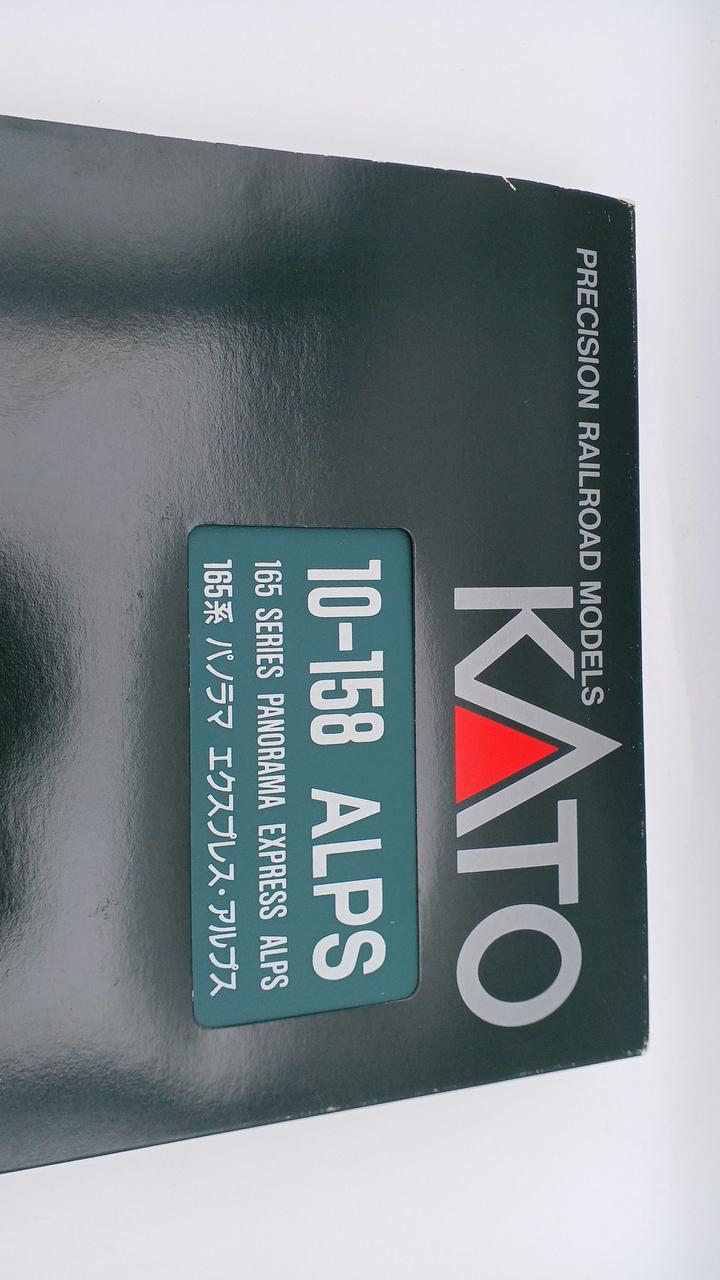 PRECISION RAILROAD MODELS
KATO
10-158 ALPS
165 SERIES PANORAMA EXPRESS ALPS
165系 パノラマ エクスプレス・アルプス